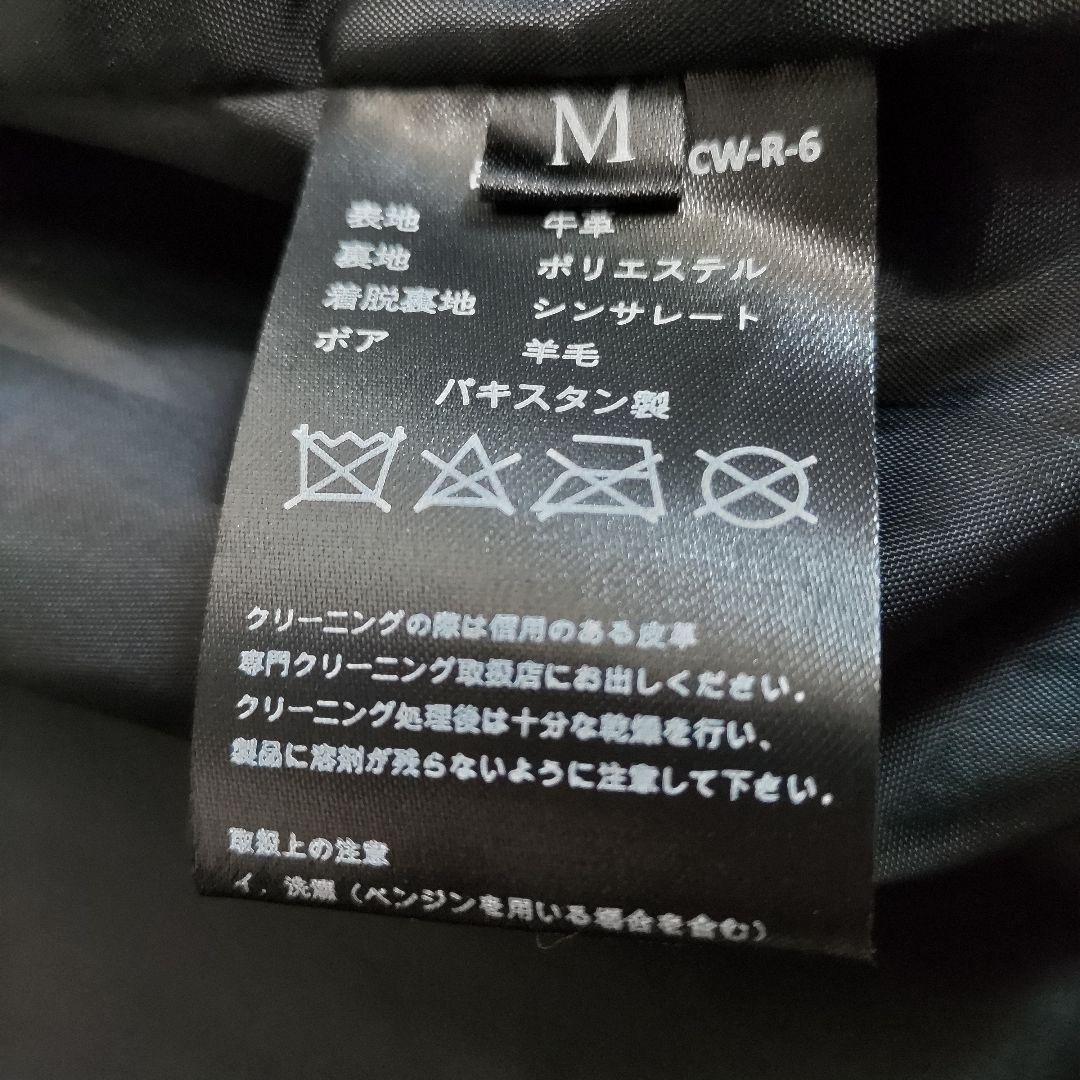 M
CW-R-6
表地 牛革
裏地 ポリエステル
着脱裏地 シンサレート
ボア 羊毛
パキスタン製
クリーニングの際は信用のある皮革
専門クリーニング取扱店にお出しください.
クリーニング処理後は十分な乾燥を行い、
製品に溶剤が残らないように注意して下さい.
取扱上の注意
イ. 洗濯(ベンジンを用いる場合を含む)